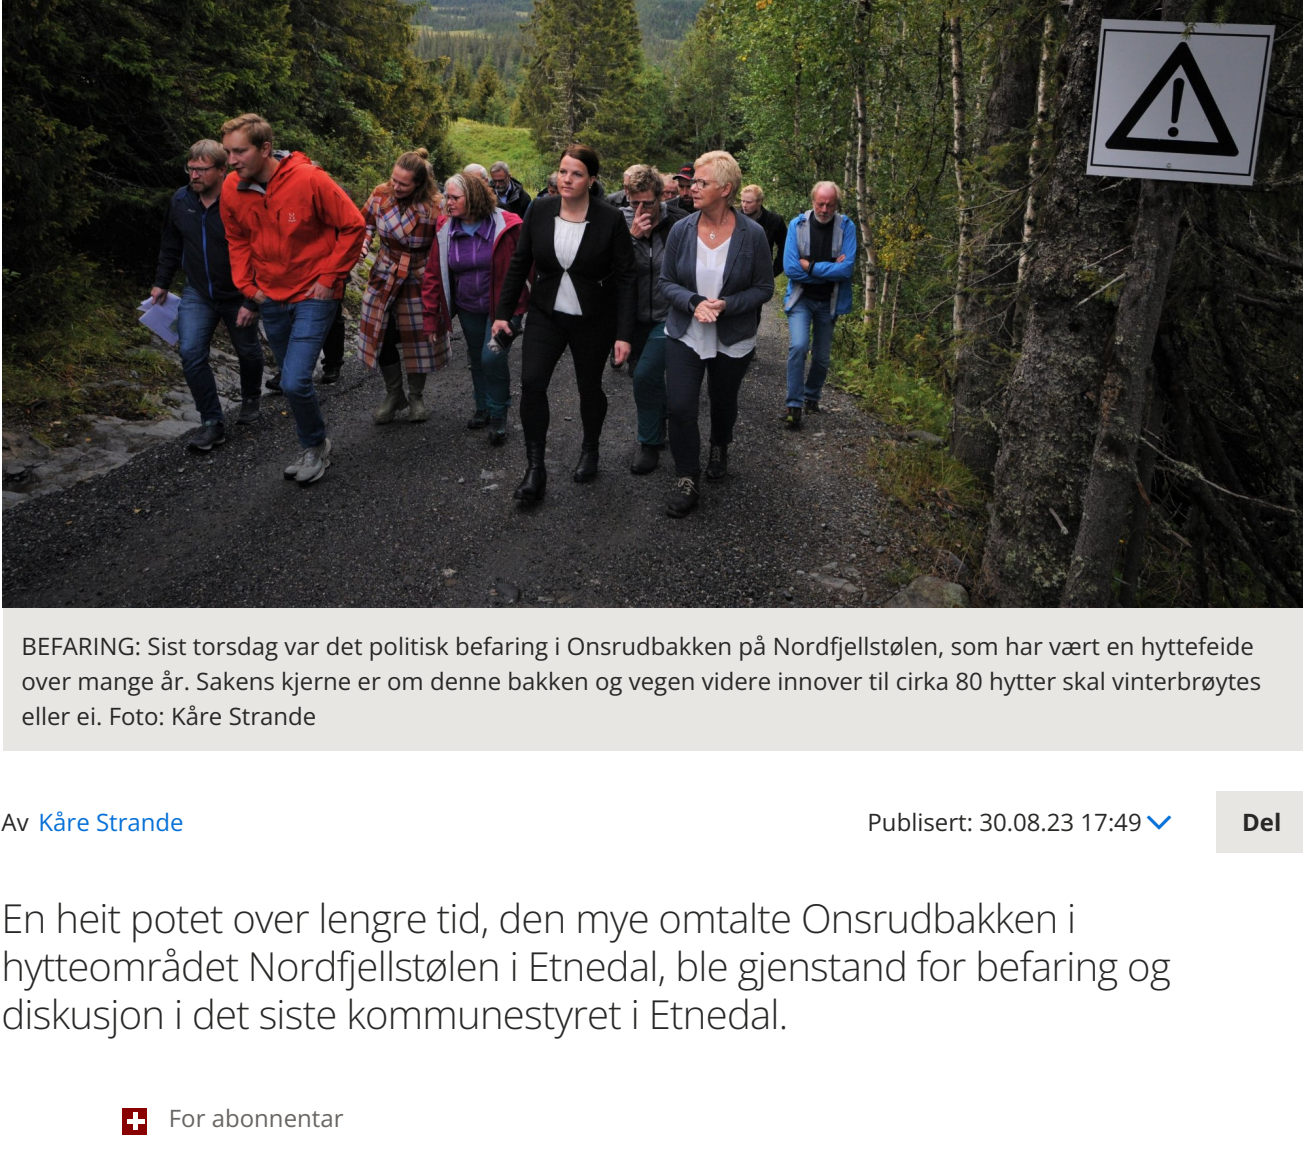 BEFARING: Sist torsdag var det politisk befaring i Onsrudbakken på Nordfjellstølen, som har vært en hyttefeide
over mange år. Sakens kjerne er om denne bakken og vegen videre innover til cirka 80 hytter skal vinterbrøytes
eller ei. Foto: Kåre Strande
Av Kåre Strande
Publisert: 30.08.23 17:49
Del
En heit potet over lengre tid, den mye omtalte Onsrudbakken i
hytteområdet Nordfjellstølen i Etnedal, ble gjenstand for befaring og
diskusjon i det siste kommunestyret i Etnedal.
For abonnentar